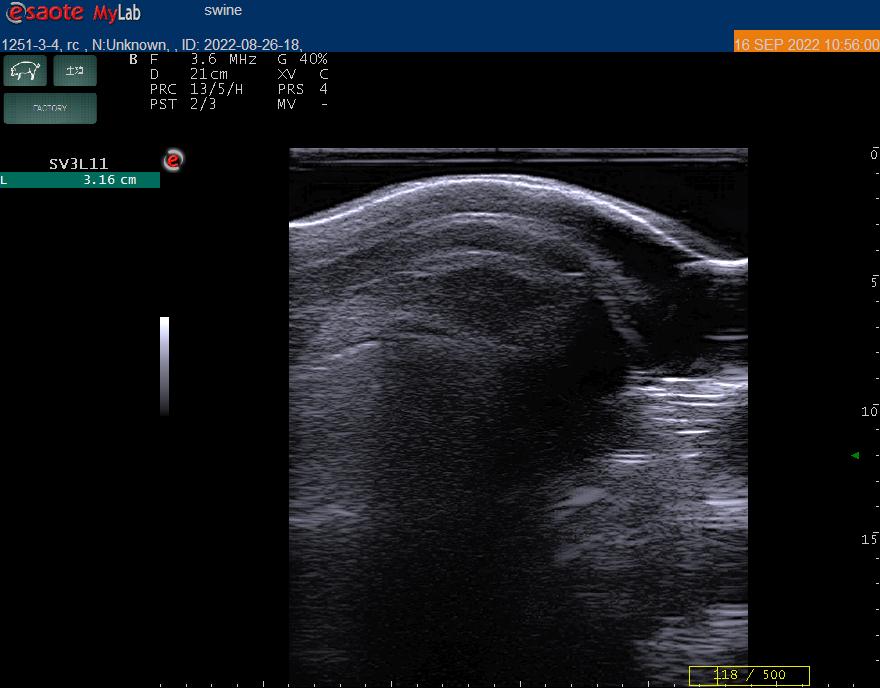 esaote MyLab
swine
1251-3-4, rc , N:Unknown, , ID: 2022-08-26-18,
16 SEP 2022 10:56:00
B F 3.6 MHz G 40%
D 21cm XV C
PRC 13/5/H PRS 4
PST 2/3 MV -
FACTORY
SV3L11
L 3.16 cm
0
5
10
15
118 / 500